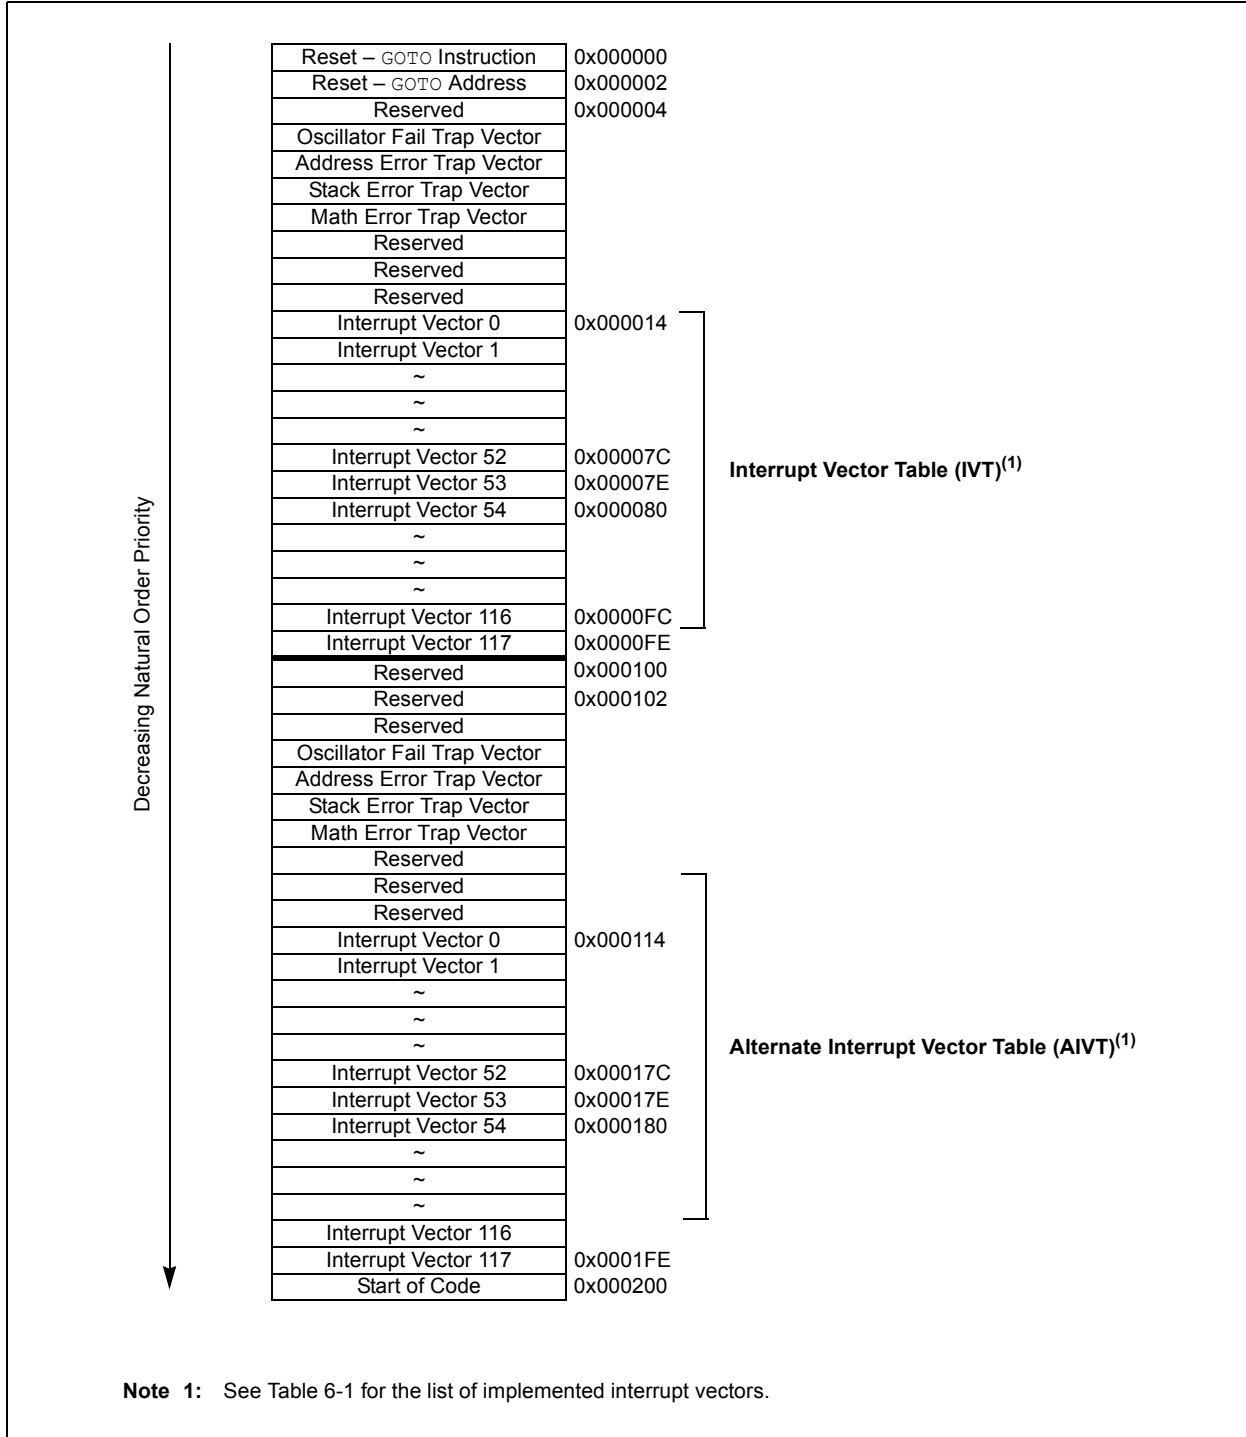 Reset – GOTO Instruction 0x000000
Reset – GOTO Address 0x000002
Reserved 0x000004
Oscillator Fail Trap Vector
Address Error Trap Vector
Stack Error Trap Vector
Math Error Trap Vector
Reserved
Reserved
Reserved
Interrupt Vector 0 0x000014
Interrupt Vector 1
~
~
~
Interrupt Vector 52 0x00007C
Interrupt Vector 53 0x00007E
Interrupt Vector 54 0x000080
~
~
~
Interrupt Vector 116 0x0000FC
Interrupt Vector 117 0x0000FE
Reserved 0x000100
Reserved 0x000102
Reserved
Oscillator Fail Trap Vector
Address Error Trap Vector
Stack Error Trap Vector
Math Error Trap Vector
Reserved
Reserved
Reserved
Interrupt Vector 0 0x000114
Interrupt Vector 1
~
~
~
Interrupt Vector 52 0x00017C
Interrupt Vector 53 0x00017E
Interrupt Vector 54 0x000180
~
~
~
Interrupt Vector 116
Interrupt Vector 117 0x0001FE
Start of Code 0x000200
Decreasing Natural Order Priority
Interrupt Vector Table (IVT)(1)
Alternate Interrupt Vector Table (AIVT)(1)
Note 1: See Table 6-1 for the list of implemented interrupt vectors.